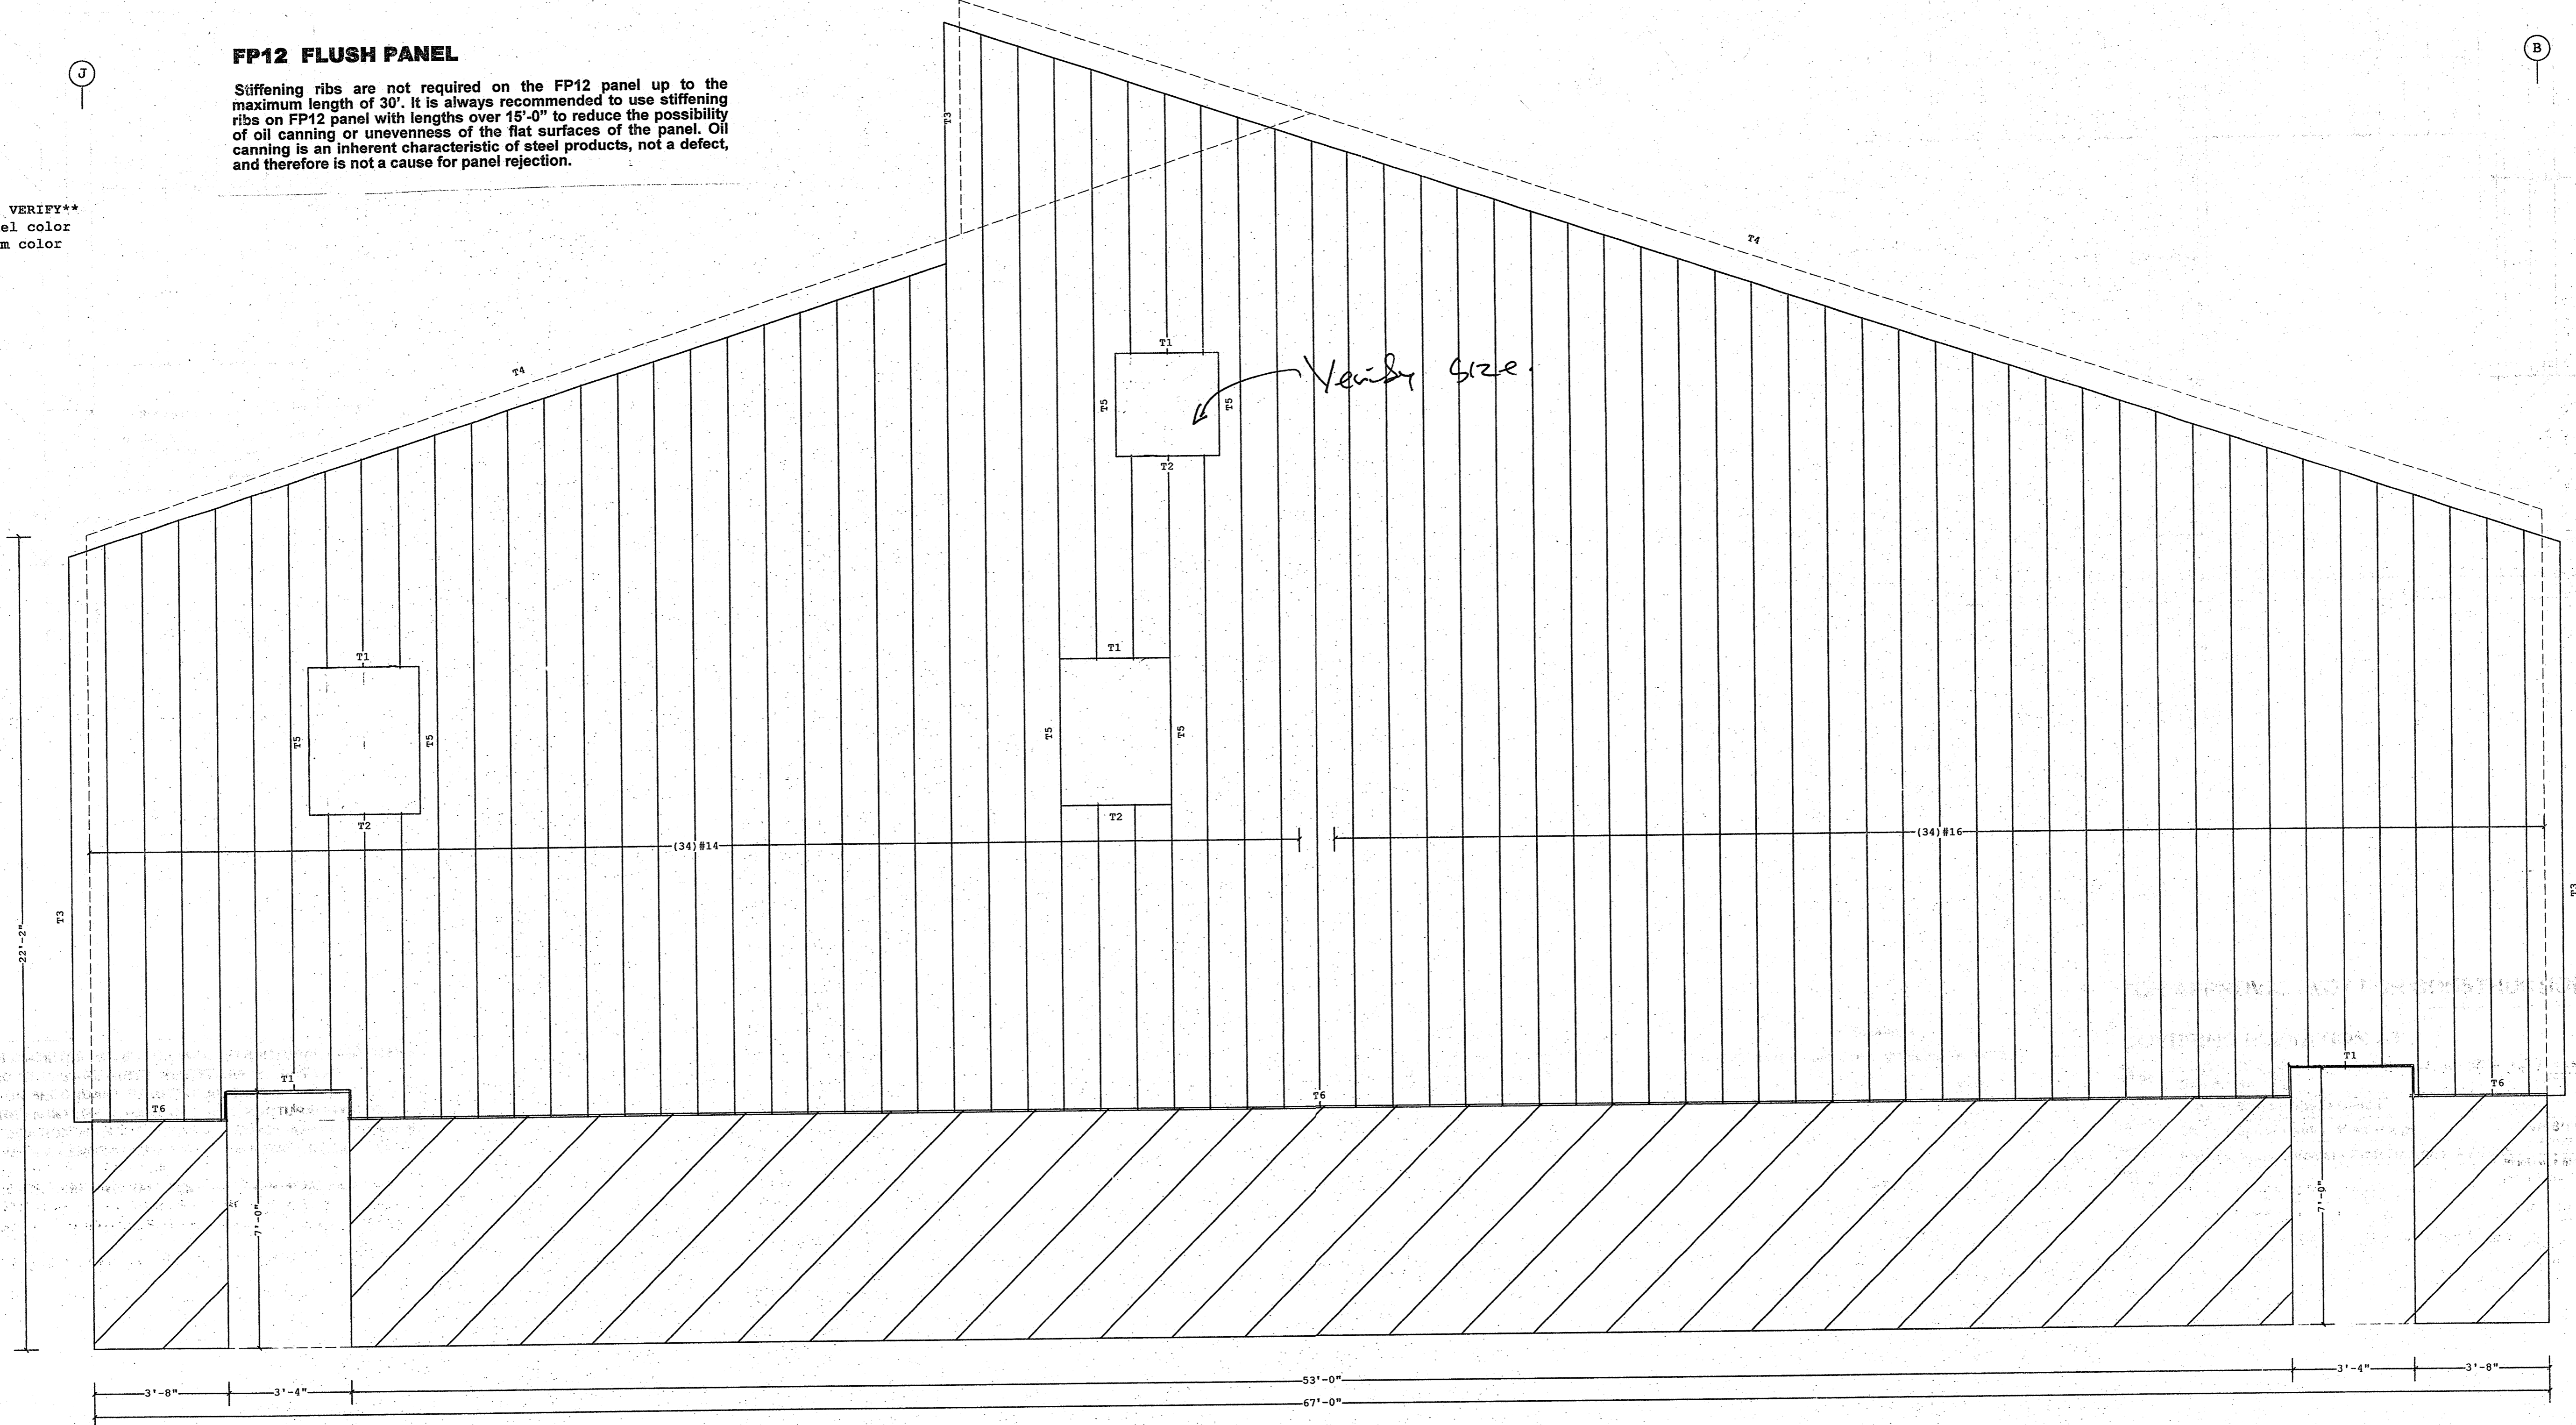 FP12 FLUSH PANEL
Stiffening ribs are not required on the FP12 panel up to the
maximum length of 30'. It is always recommended to use stiffening
ribs on FP12 panel with lengths over 15'-0" to reduce the possibility
of oil canning or unevenness of the flat surfaces of the panel. Oil
canning is an inherent characteristic of steel products, not a defect,
and therefore is not a cause for panel rejection.
J
B
VERIFY**
el color
m color
T3
T4
T4
T1
T5
T5
Verify size.
T2
T1
T5
T5
T2
T1
T5
T5
T2
(34)#14
(34)#16
T3
T3
22'-2"
T1
T6
T6
T1
T6
7'-0"
7'-0"
3'-8"
3'-4"
53'-0"
3'-4"
3'-8"
67'-0"